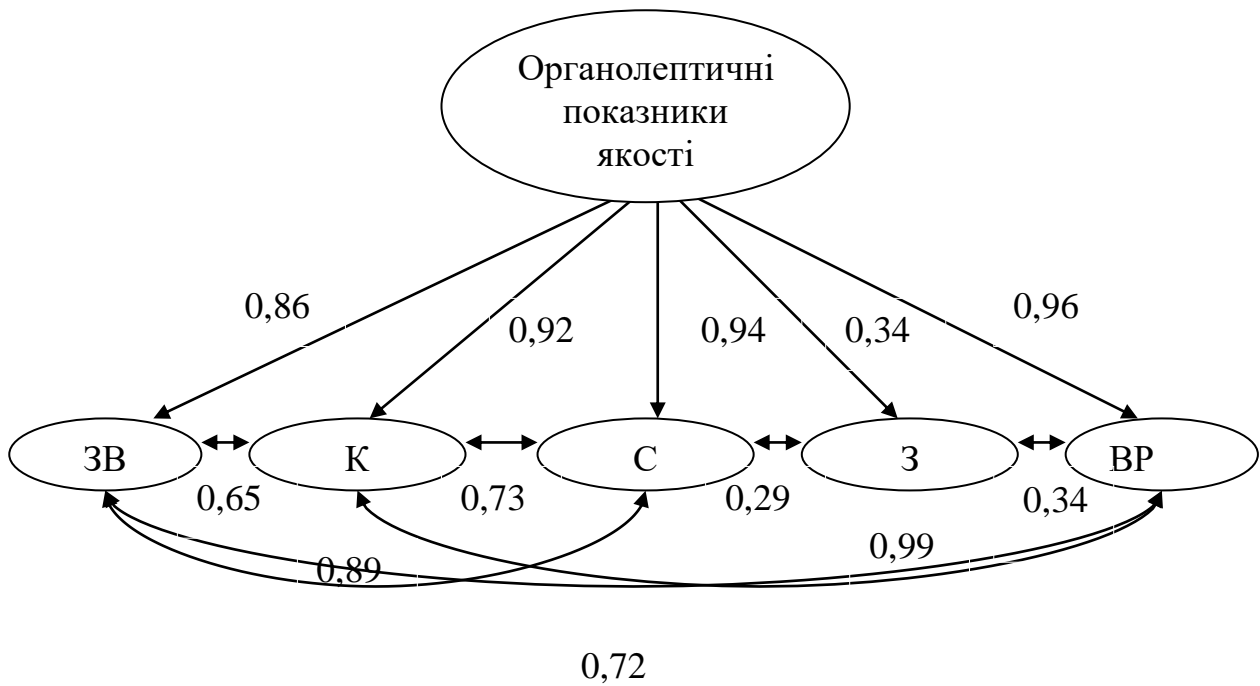 Органолептичні
показники
якості
0,86
0,92
0,94
0,34
0,96
ЗВ
К
С
З
ВР
0,65
0,73
0,29
0,34
0,89
0,99
0,72